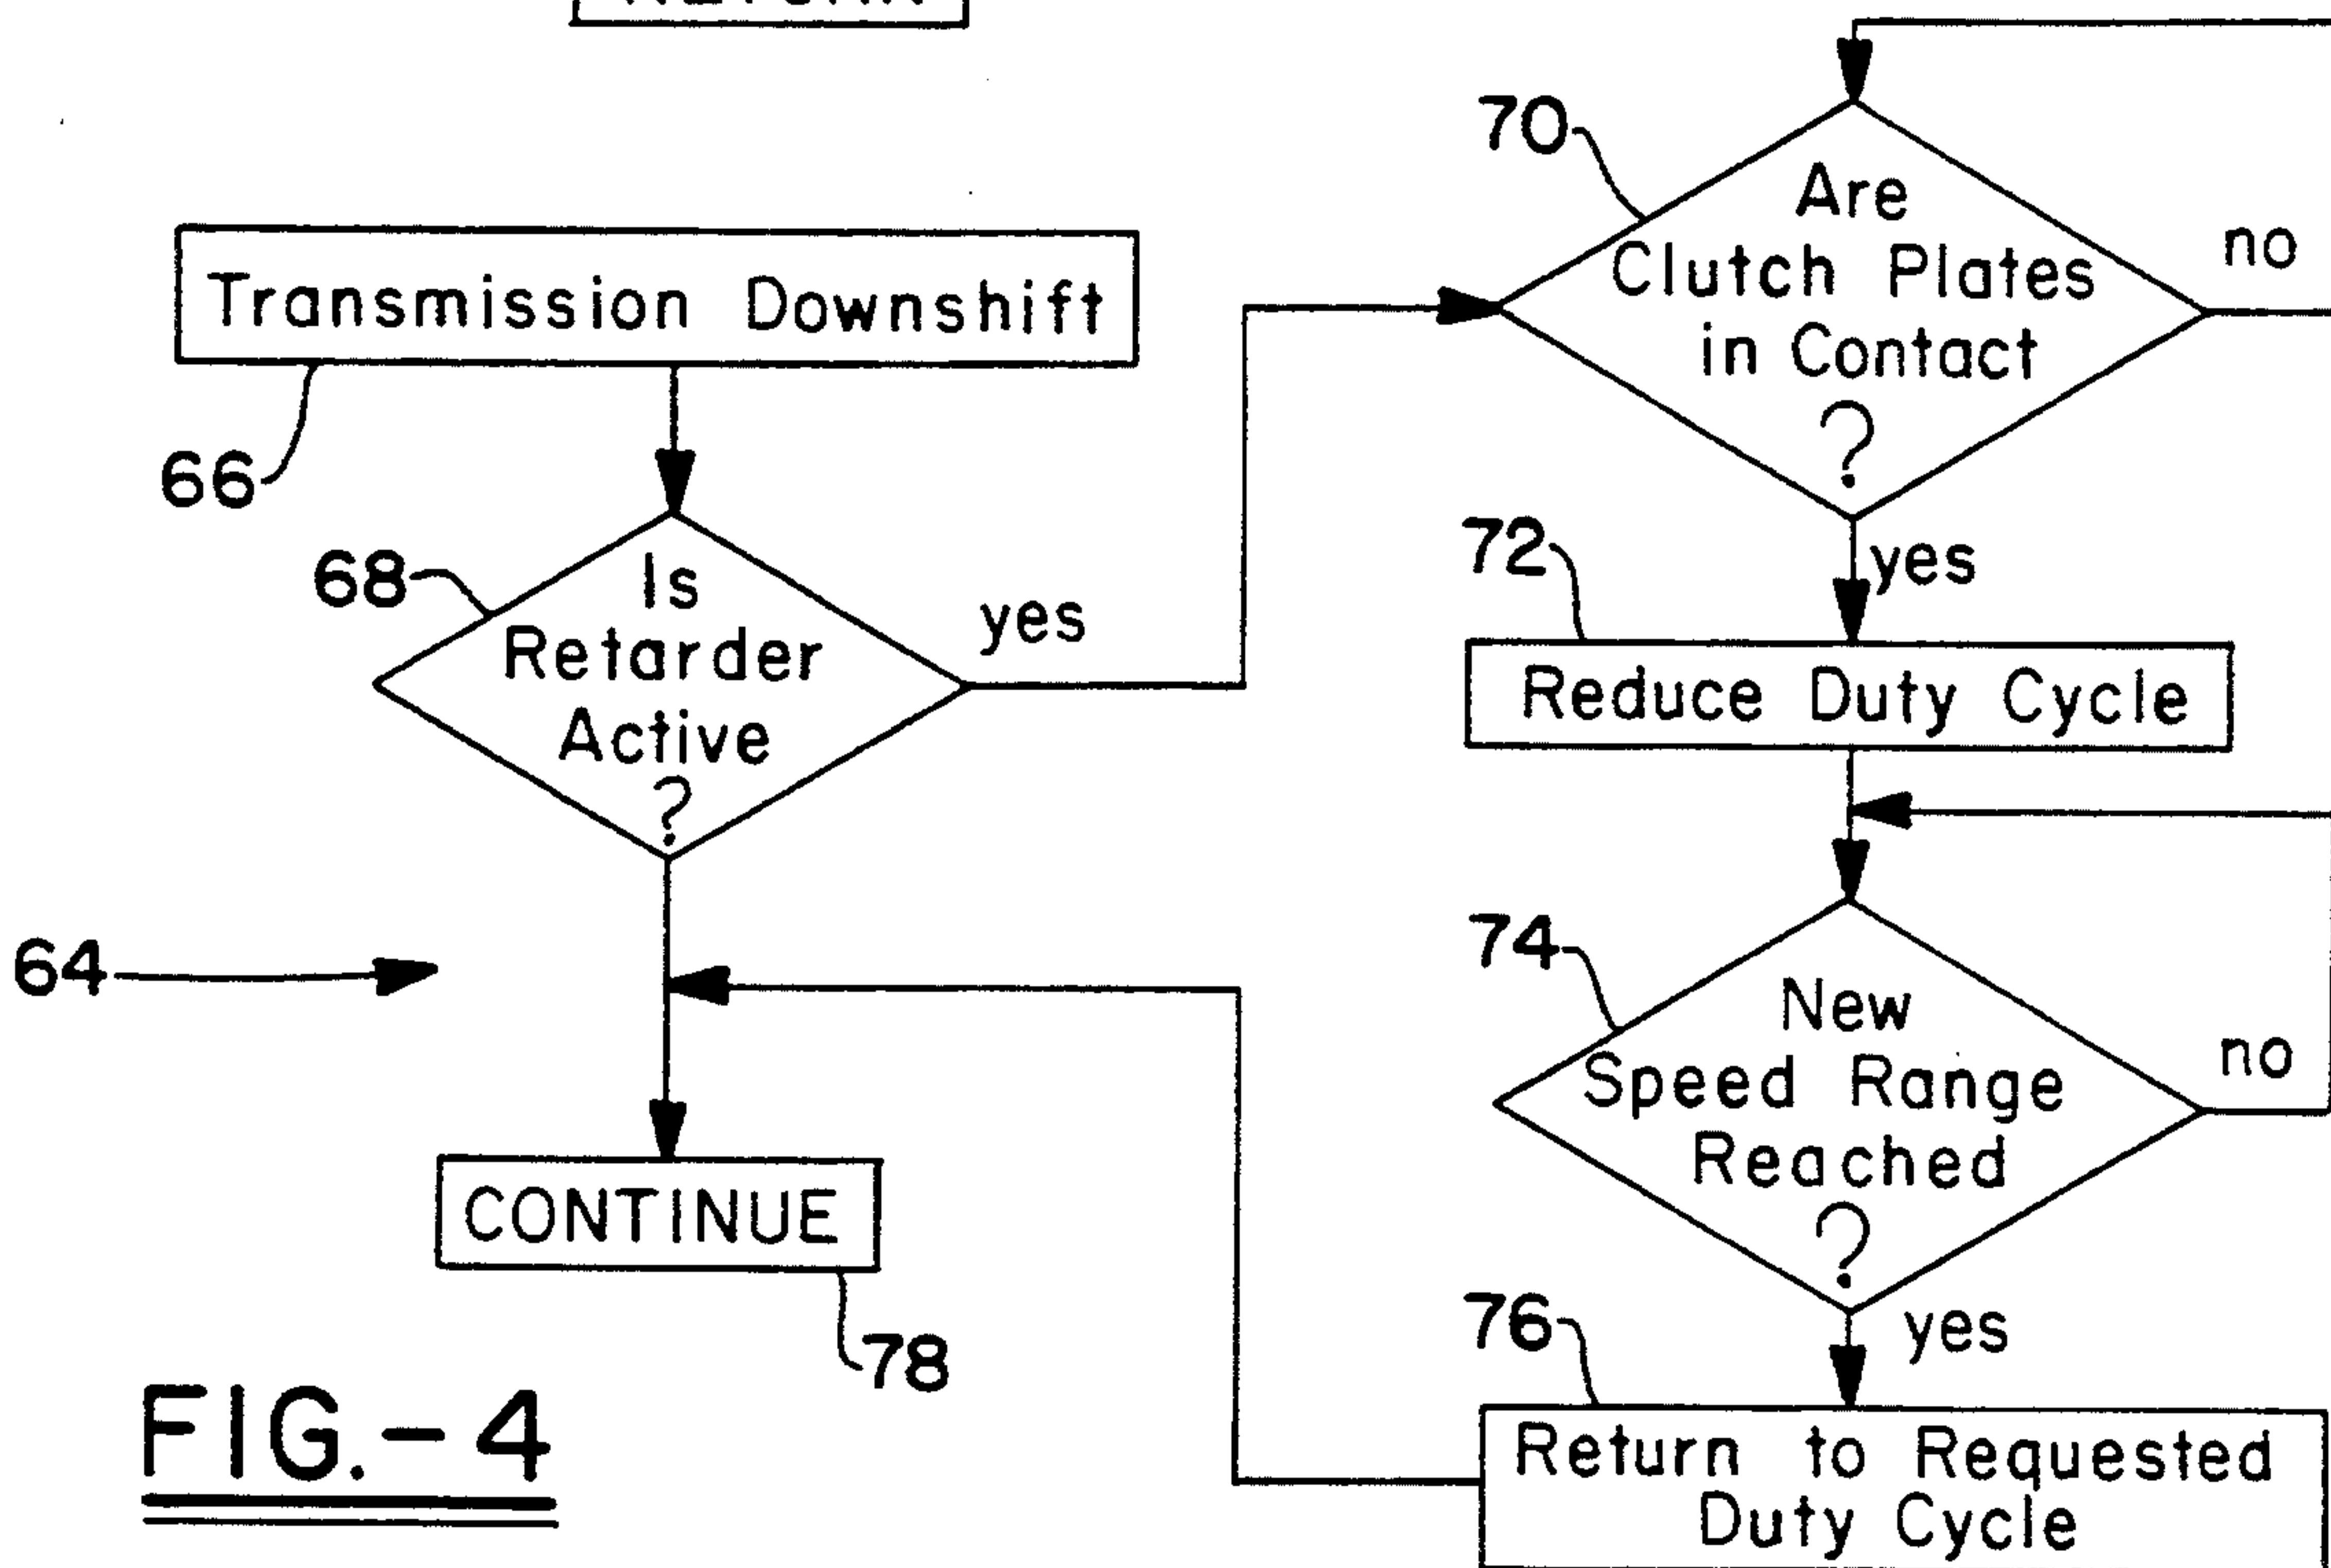 70
Are
Clutch Plates
in Contact
?
no
yes
Transmission Downshift
66
68
Is
Retarder
Active
?
yes
72
Reduce Duty Cycle
64
74
New
Speed Range
Reached
?
no
yes
CONTINUE
78
76
Return to Requested
Duty Cycle
FIG.-4